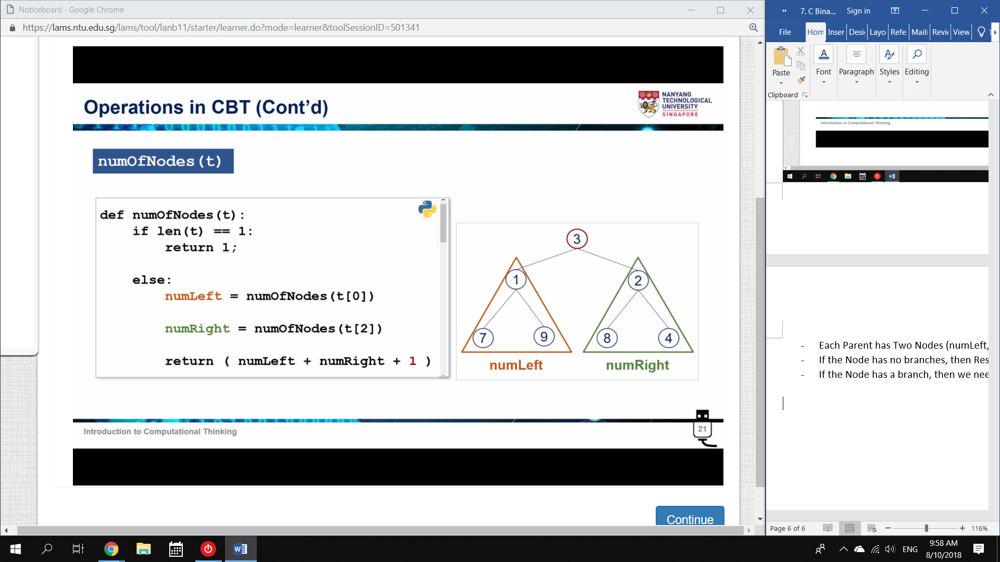 Noticeboard - Google Chrome
https://lams.ntu.edu.sg/lams/tool/lanb11/starter/learner.do?mode=learner&toolSessionID=501341
Operations in CBT (Cont'd)
NANYANG
TECHNOLOGICAL
UNIVERSITY
SINGAPORE
numOfNodes(t)
def numOfNodes(t):
if len(t) == 1:
return 1;
else:
numLeft = numOfNodes(t[0])
numRight = numOfNodes(t[2])
return ( numLeft + numRight + 1 )
3
1
2
7
9
8
4
numLeft
numRight
Introduction to Computational Thinking
21
Continue
7. C Bina...
Sign in
File
Hom
Inser
Desi
Layo
Refe
Maili
Revi
View
Paste
Font
Paragraph
Styles
Editing
Clipboard
Introduction to Computational Thinking
- Each Parent has Two Nodes (numLeft,
- If the Node has no branches, then Res
- If the Node has a branch, then we nee
Page 6 of 6
116%
ENG
9:58 AM
8/10/2018